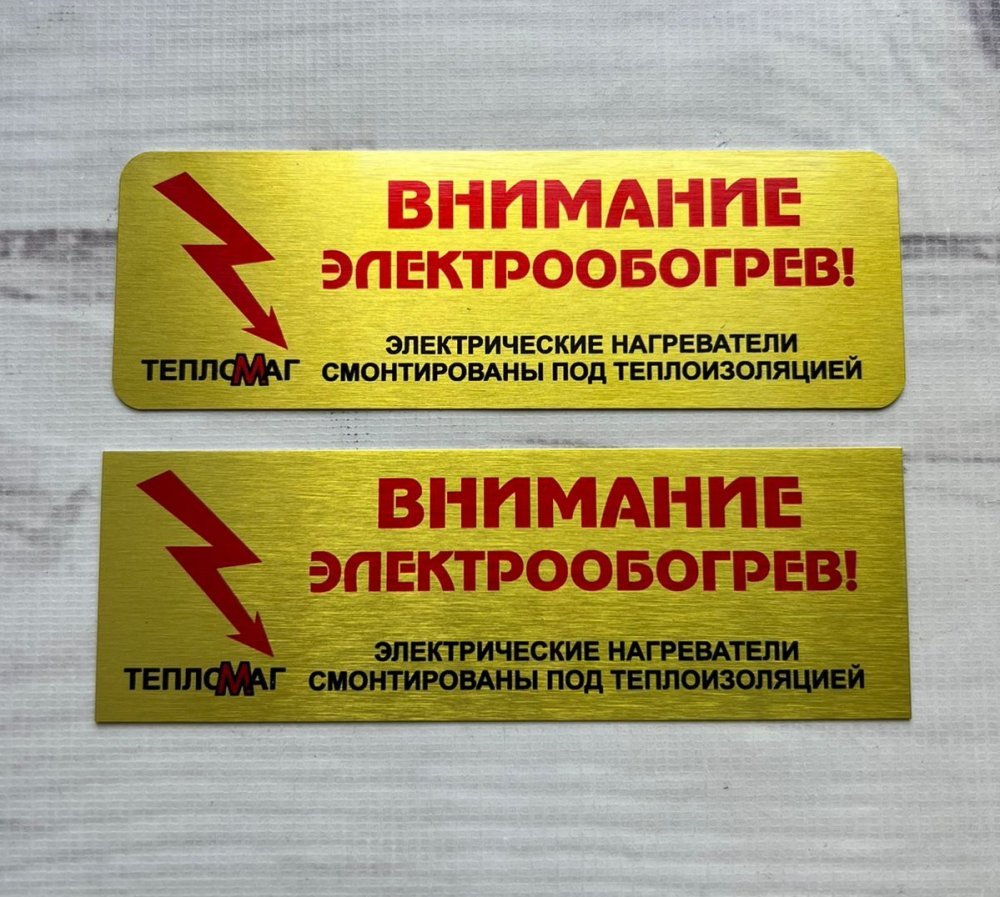 ВНИМАНИЕ
ЭЛЕКТРООБОГРЕВ!
ЭЛЕКТРИЧЕСКИЕ НАГРЕВАТЕЛИ
СМОНТИРОВАНЫ ПОД ТЕПЛОИЗОЛЯЦИЕЙ
ТЕПЛОМАГ
ВНИМАНИЕ
ЭЛЕКТРООБОГРЕВ!
ЭЛЕКТРИЧЕСКИЕ НАГРЕВАТЕЛИ
СМОНТИРОВАНЫ ПОД ТЕПЛОИЗОЛЯЦИЕЙ
ТЕПЛОМАГ